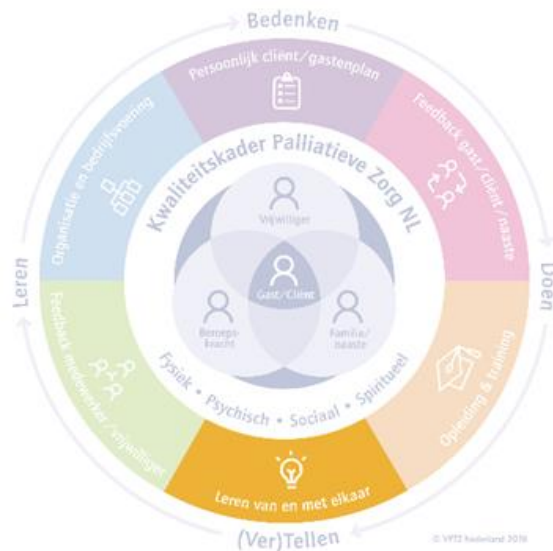 Bedenken
Persoonlijk cliënt/gastenplan
Organisatie en bedrijfsvoering
Feedback gast/cliënt/naaste
Kwaliteitskader Palliatieve Zorg NL
Vrijwilliger
Leren
Gast/Cliënt
Doen
Beroeps-
kracht
Familie/
naaste
Feedback medewerker/vrijwilliger
Fysiek • Psychisch • Sociaal • Spiritueel
Opleiding & training
Leren van en met elkaar
(Ver)Tellen
© VPTZ Nederland 2018